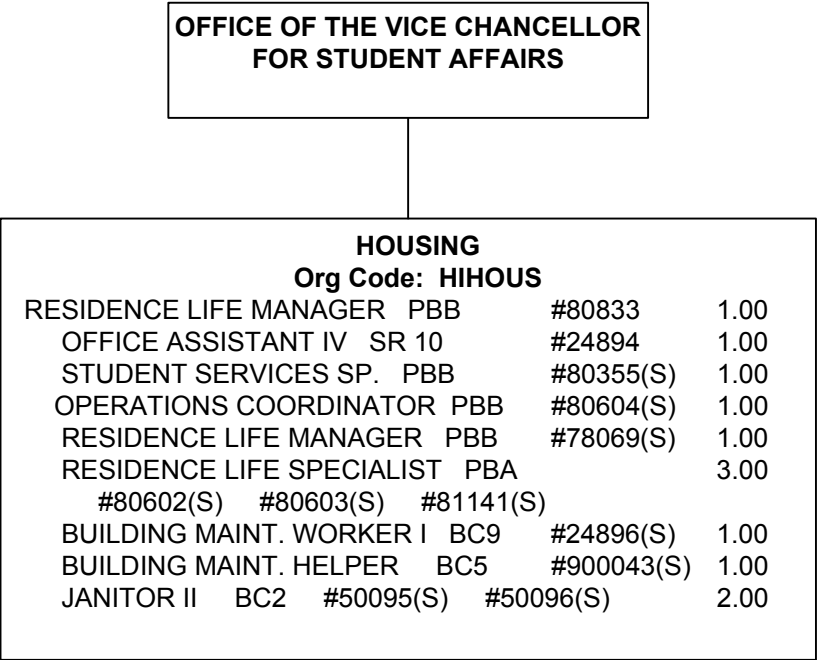 OFFICE OF THE VICE CHANCELLOR
FOR STUDENT AFFAIRS
HOUSING
Org Code: HIHOUS
RESIDENCE LIFE MANAGER PBB #80833 1.00
OFFICE ASSISTANT IV SR 10 #24894 1.00
STUDENT SERVICES SP. PBB #80355(S) 1.00
OPERATIONS COORDINATOR PBB #80604(S) 1.00
RESIDENCE LIFE MANAGER PBB #78069(S) 1.00
RESIDENCE LIFE SPECIALIST PBA 3.00
#80602(S) #80603(S) #81141(S)
BUILDING MAINT. WORKER I BC9 #24896(S) 1.00
BUILDING MAINT. HELPER BC5 #900043(S) 1.00
JANITOR II BC2 #50095(S) #50096(S) 2.00